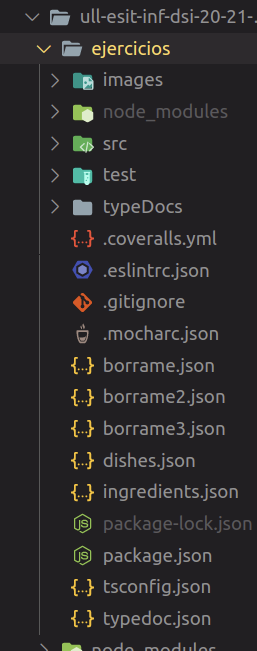 ull-esit-inf-dsi-20-21-...
ejercicios
images
node_modules
src
test
typeDocs
.coveralls.yml
.eslintrc.json
.gitignore
.mocharc.json
borrame.json
borrame2.json
borrame3.json
dishes.json
ingredients.json
package-lock.json
package.json
tsconfig.json
typedoc.json
node_modules